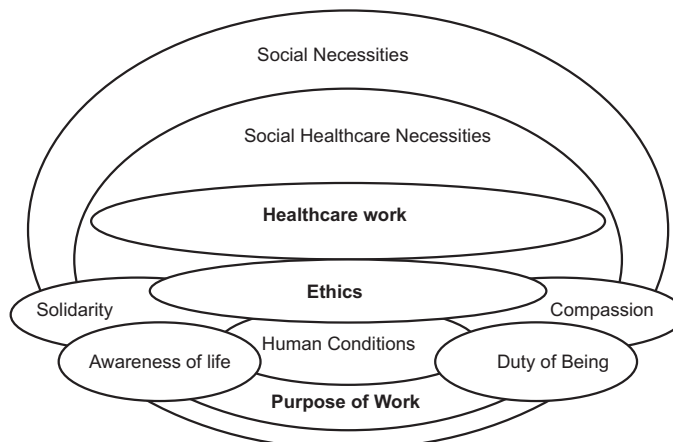 Social Necessities
Social Healthcare Necessities
Healthcare work
Ethics
Solidarity
Compassion
Human Conditions
Awareness of life
Duty of Being
Purpose of Work